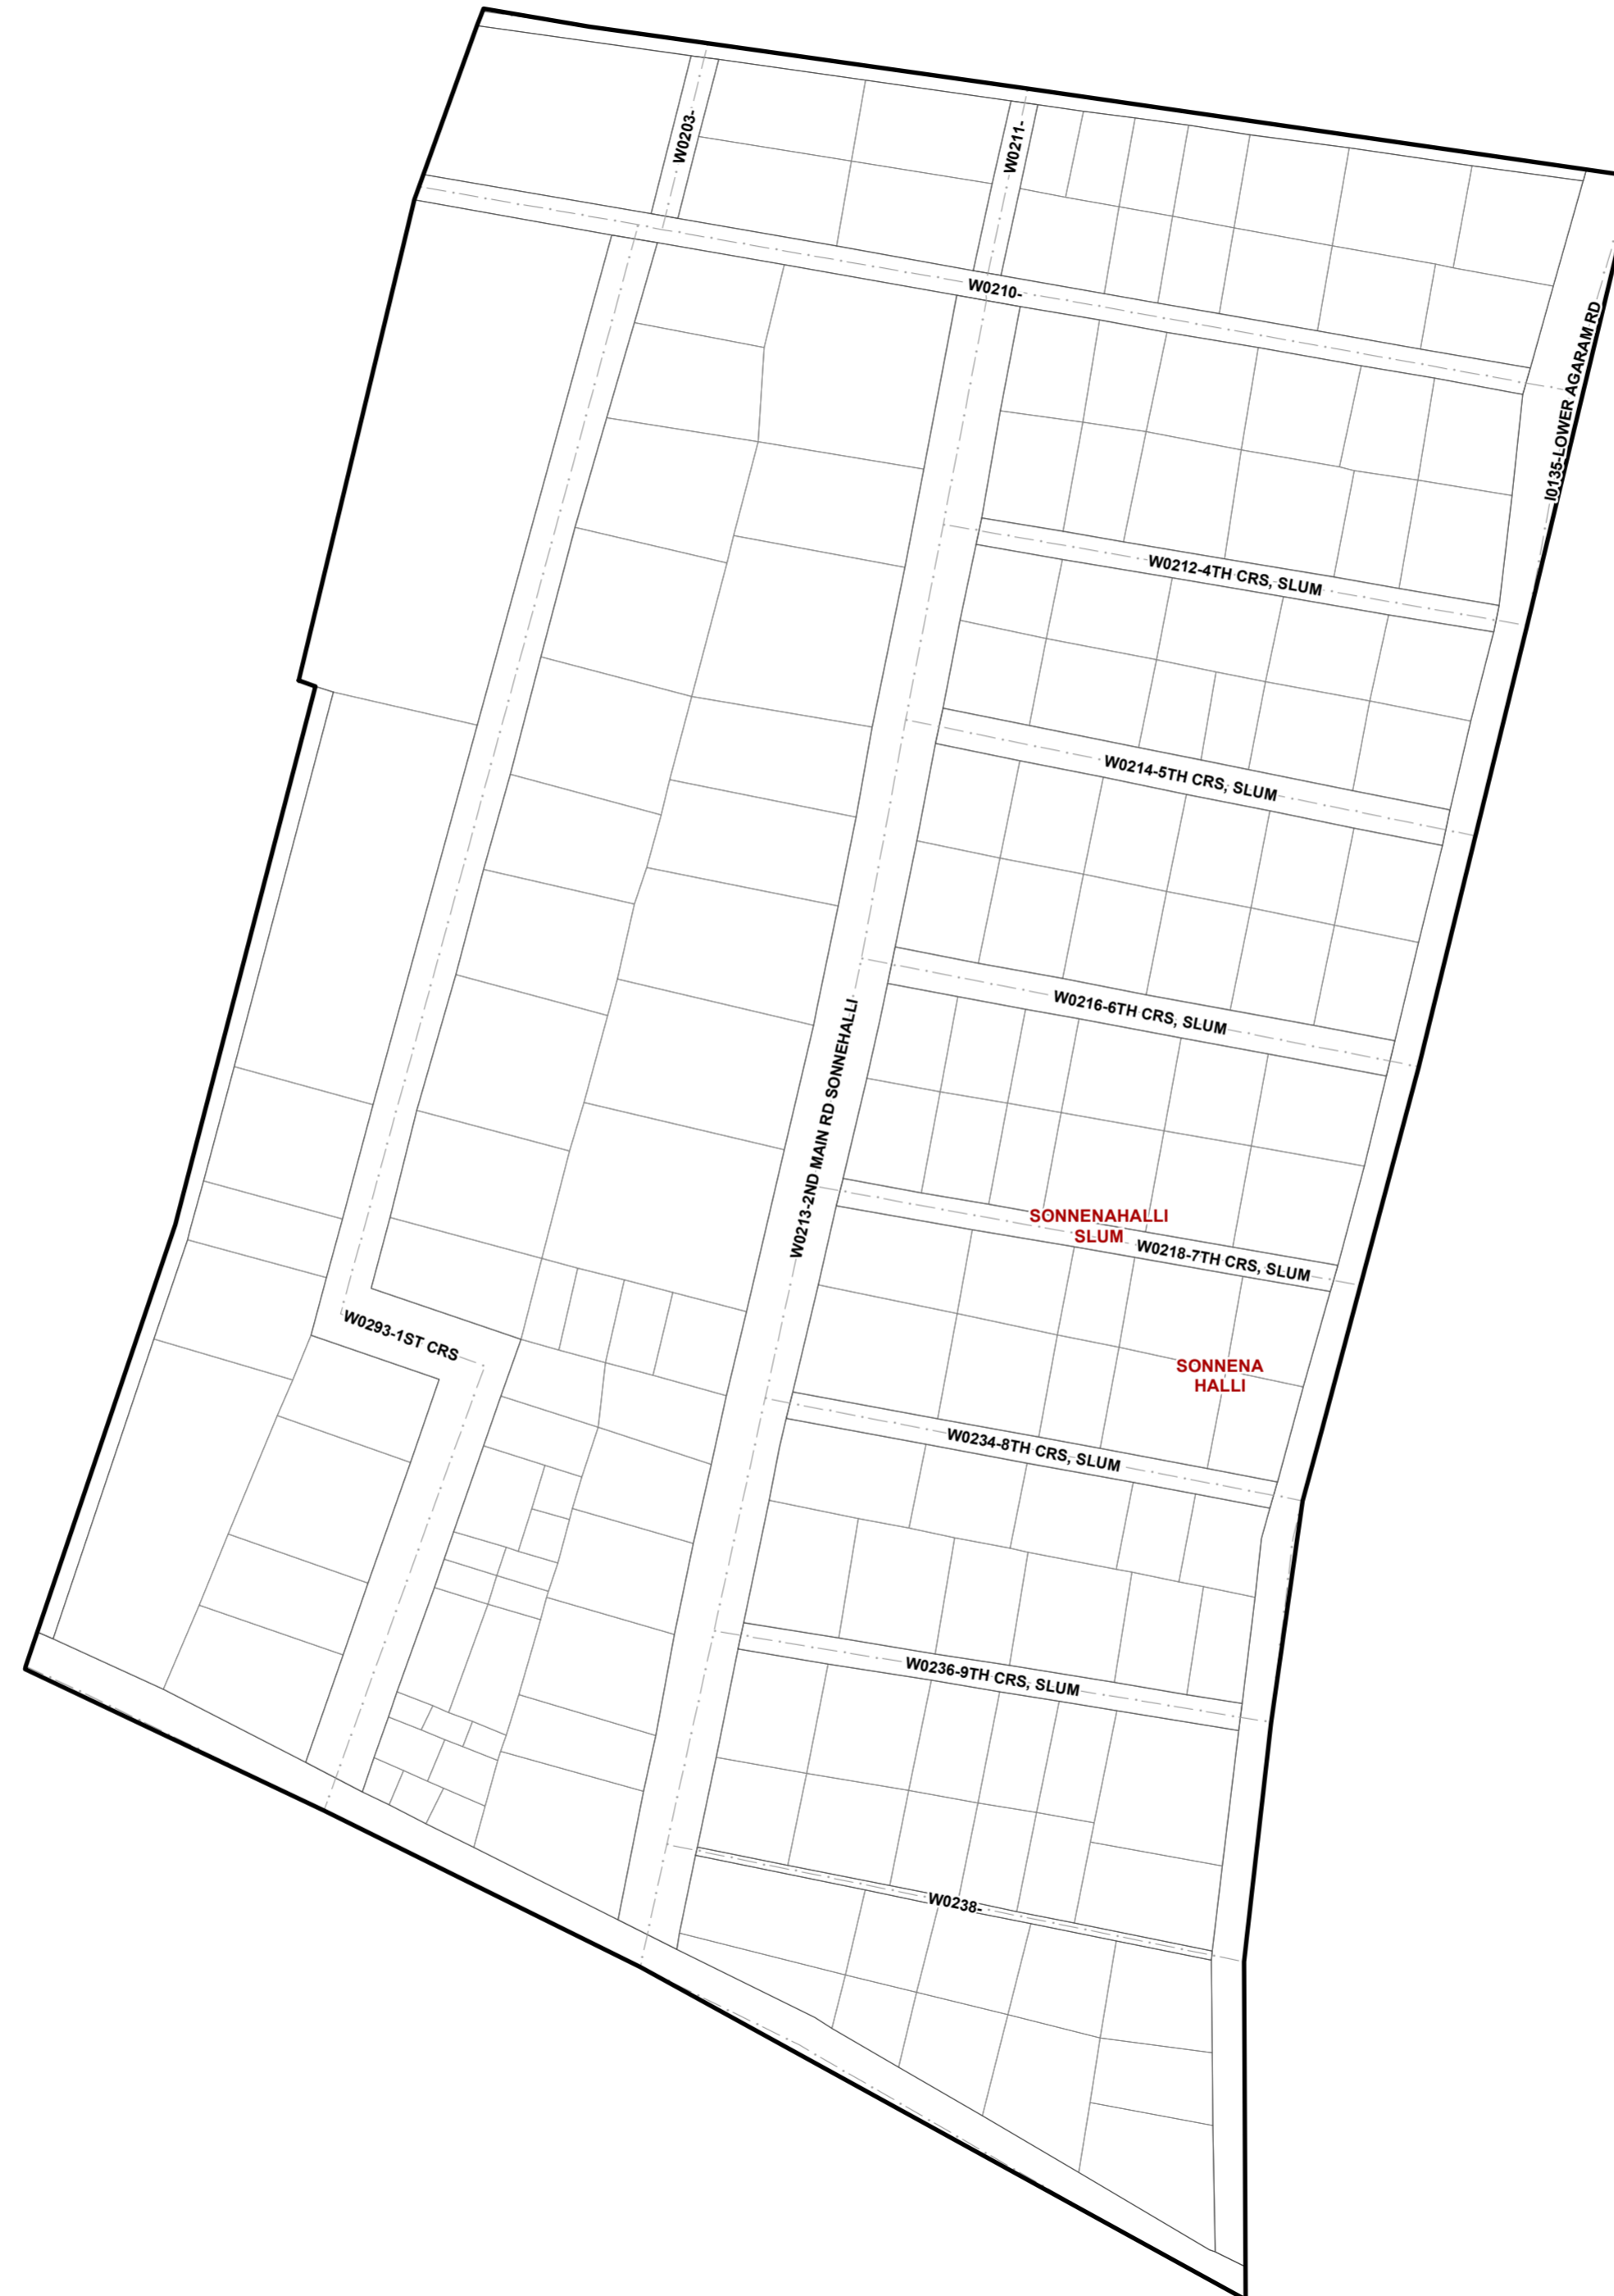 W0203-
W0211-
W0210-
I0135-LOWER AGARAM RD
W0212-4TH CRS, SLUM
W0214-5TH CRS, SLUM
W0216-6TH CRS, SLUM
W0213-2ND MAIN RD SONNEHALLI
SONNENAHALLI
SLUM
W0218-7TH CRS, SLUM
W0293-1ST CRS
SONNENA
HALLI
W0234-8TH CRS, SLUM
W0236-9TH CRS, SLUM
W0238-